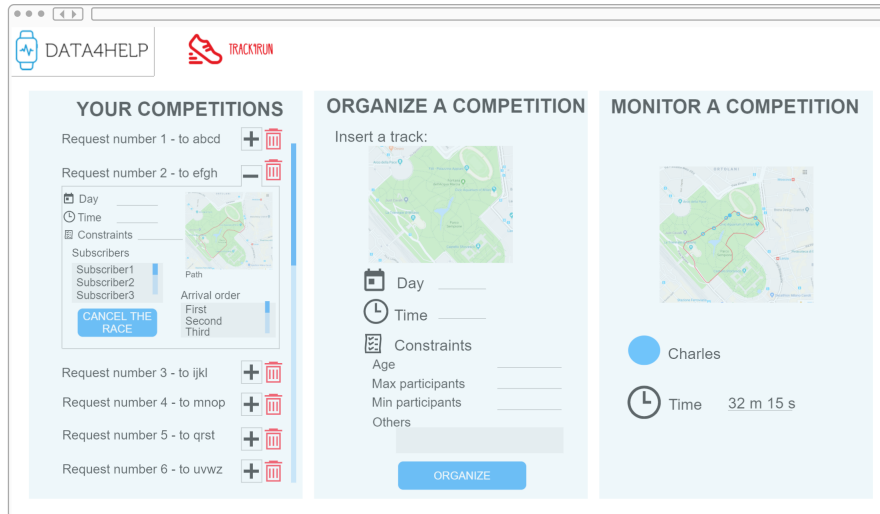 DATA4HELP
TRACK1RUN
YOUR COMPETITIONS
Request number 1 - to abcd
Request number 2 - to efgh
Day
Time
Constraints
Subscribers
Subscriber1
Subscriber2
Subscriber3
CANCEL THE
RACE
Path
Arrival order
First
Second
Third
Request number 3 - to ijkl
Request number 4 - to mnop
Request number 5 - to qrst
Request number 6 - to uvwz
ORGANIZE A COMPETITION
Insert a track:
Day
Time
Constraints
Age
Max participants
Min participants
Others
ORGANIZE
MONITOR A COMPETITION
Charles
Time 32 m 15 s